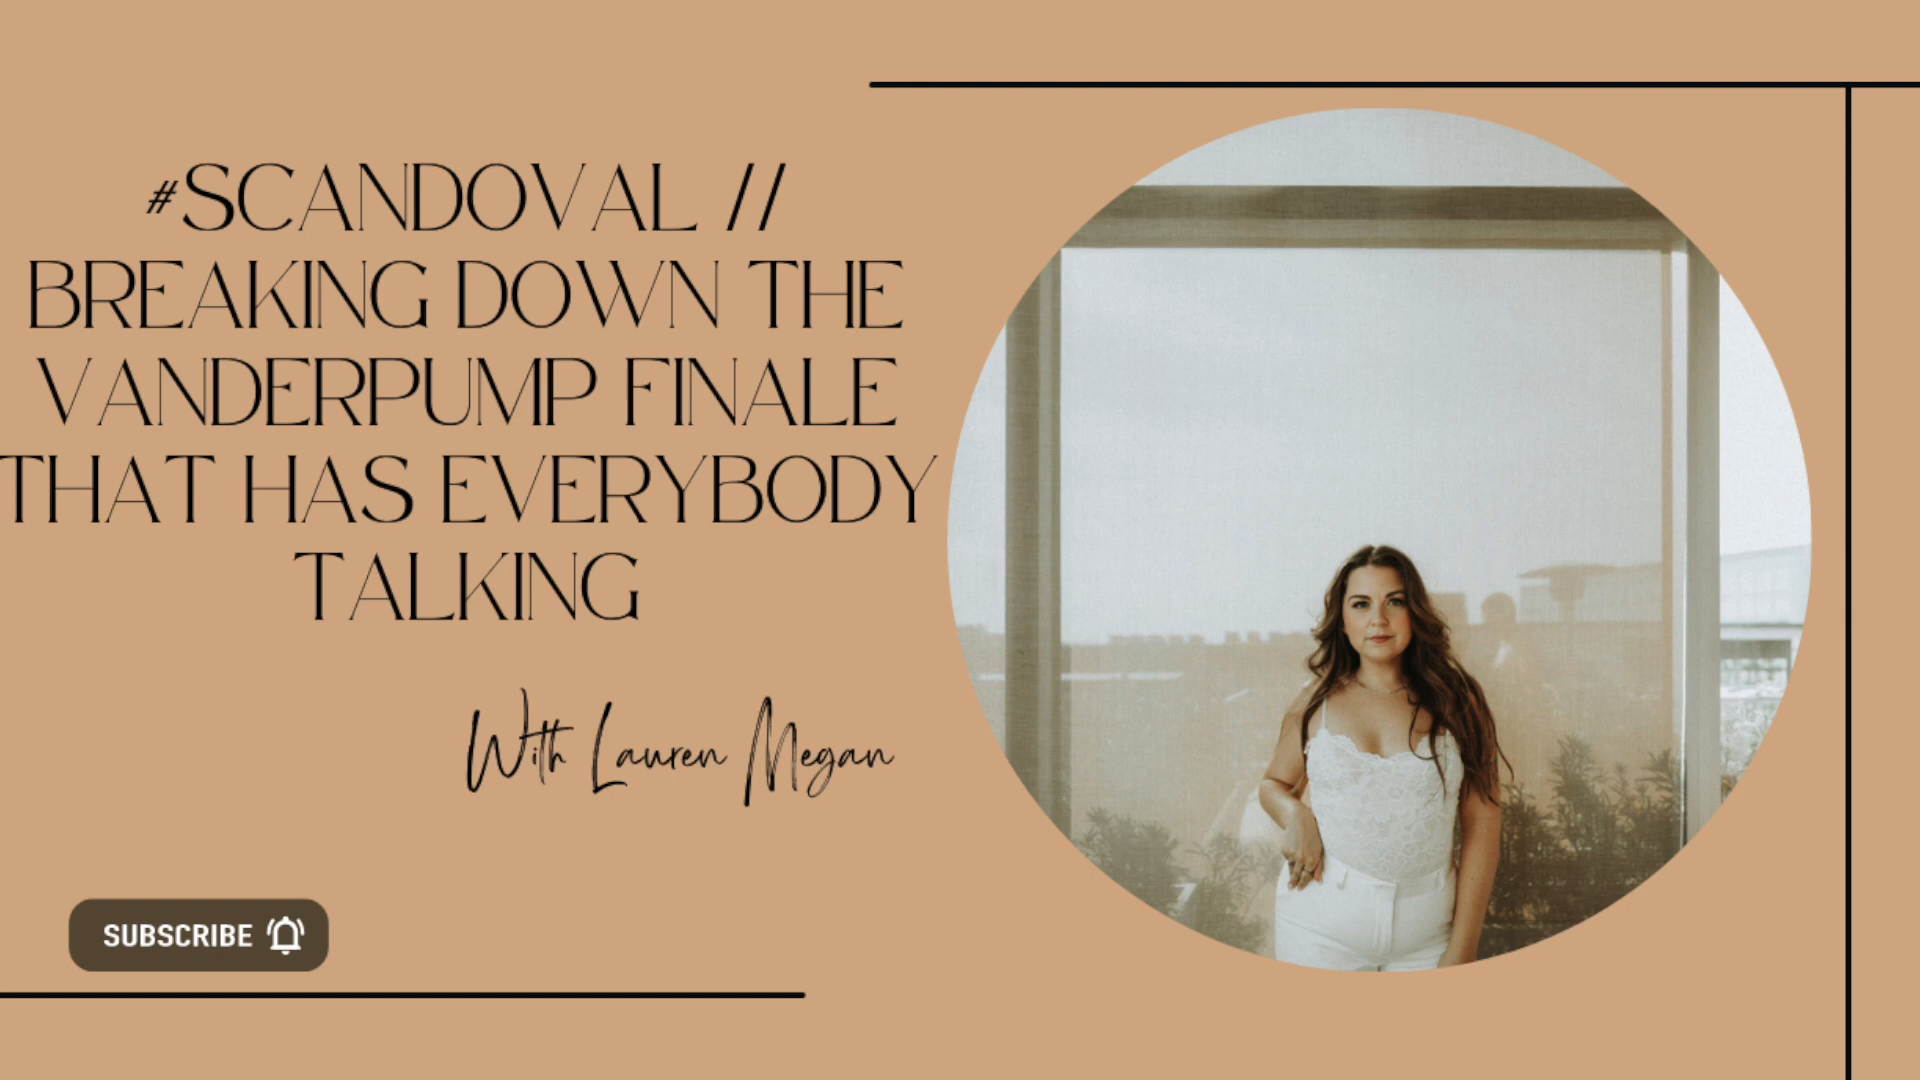 #SCANDOVAL //
BREAKING DOWN THE
VANDERPUMP FINALE
THAT HAS EVERYBODY
TALKING
With Lauren Megan
SUBSCRIBE